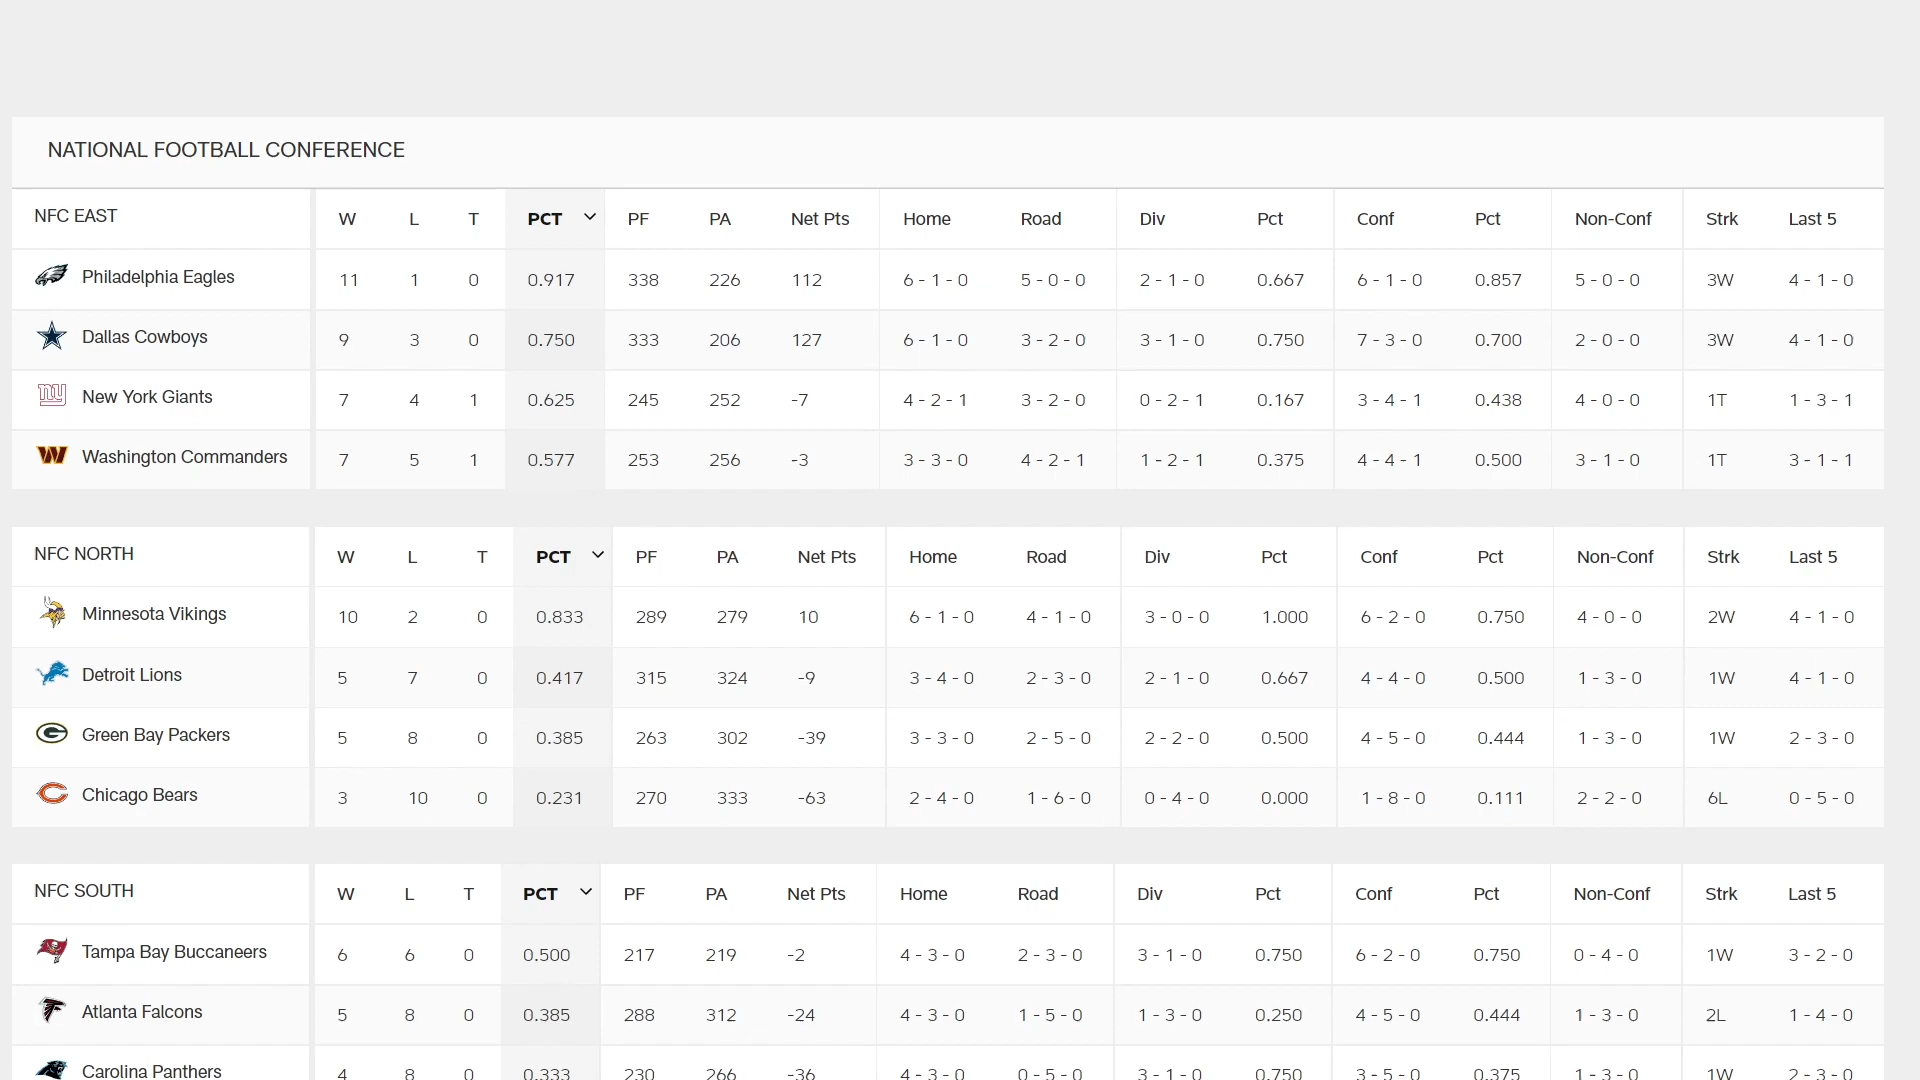 NATIONAL FOOTBALL CONFERENCE
NFC EAST W L T PCT PF PA Net Pts Home Road Div Pct Conf Pct Non-Conf Strk Last 5
Philadelphia Eagles 11 1 0 0.917 338 226 112 6 - 1 - 0 5 - 0 - 0 2 - 1 - 0 0.667 6 - 1 - 0 0.857 5 - 0 - 0 3W 4 - 1 - 0
Dallas Cowboys 9 3 0 0.750 333 206 127 6 - 1 - 0 3 - 2 - 0 3 - 1 - 0 0.750 7 - 3 - 0 0.700 2 - 0 - 0 3W 4 - 1 - 0
New York Giants 7 4 1 0.625 245 252 -7 4 - 2 - 1 3 - 2 - 0 0 - 2 - 1 0.167 3 - 4 - 1 0.438 4 - 0 - 0 1T 1 - 3 - 1
Washington Commanders 7 5 1 0.577 253 256 -3 3 - 3 - 0 4 - 2 - 1 1 - 2 - 1 0.375 4 - 4 - 1 0.500 3 - 1 - 0 1T 3 - 1 - 1
NFC NORTH W L T PCT PF PA Net Pts Home Road Div Pct Conf Pct Non-Conf Strk Last 5
Minnesota Vikings 10 2 0 0.833 289 279 10 6 - 1 - 0 4 - 1 - 0 3 - 0 - 0 1.000 6 - 2 - 0 0.750 4 - 0 - 0 2W 4 - 1 - 0
Detroit Lions 5 7 0 0.417 315 324 -9 3 - 4 - 0 2 - 3 - 0 2 - 1 - 0 0.667 4 - 4 - 0 0.500 1 - 3 - 0 1W 4 - 1 - 0
Green Bay Packers 5 8 0 0.385 263 302 -39 3 - 3 - 0 2 - 5 - 0 2 - 2 - 0 0.500 4 - 5 - 0 0.444 1 - 3 - 0 1W 2 - 3 - 0
Chicago Bears 3 10 0 0.231 270 333 -63 2 - 4 - 0 1 - 6 - 0 0 - 4 - 0 0.000 1 - 8 - 0 0.111 2 - 2 - 0 6L 0 - 5 - 0
NFC SOUTH W L T PCT PF PA Net Pts Home Road Div Pct Conf Pct Non-Conf Strk Last 5
Tampa Bay Buccaneers 6 6 0 0.500 217 219 -2 4 - 3 - 0 2 - 3 - 0 3 - 1 - 0 0.750 6 - 2 - 0 0.750 0 - 4 - 0 1W 3 - 2 - 0
Atlanta Falcons 5 8 0 0.385 288 312 -24 4 - 3 - 0 1 - 5 - 0 1 - 3 - 0 0.250 4 - 5 - 0 0.444 1 - 3 - 0 2L 1 - 4 - 0
Carolina Panthers 4 8 0 0.333 230 266 -36 4 - 3 - 0 0 - 5 - 0 3 - 1 - 0 0.750 3 - 5 - 0 0.375 1 - 3 - 0 1W 2 - 3 - 0